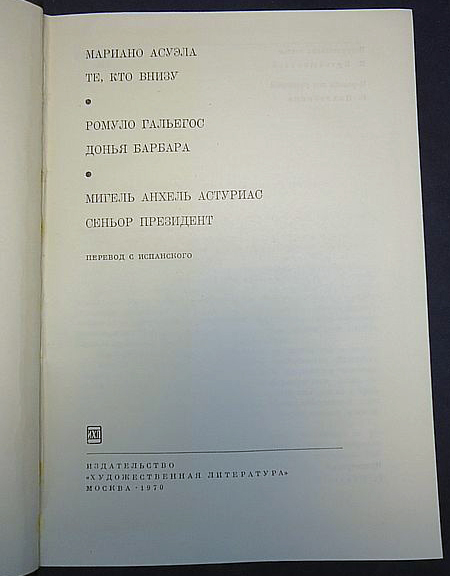 МАРИАНО АСУЭЛА
ТЕ, КТО ВНИЗУ
РОМУЛО ГАЛЬЕГОС
ДОНЬЯ БАРБАРА
МИГЕЛЬ АНХЕЛЬ АСТУРИАС
СЕНЬОР ПРЕЗИДЕНТ
ПЕРЕВОД С ИСПАНСКОГО
ИЗДАТЕЛЬСТВО
«ХУДОЖЕСТВЕННАЯ ЛИТЕРАТУРА»
МОСКВА · 1970